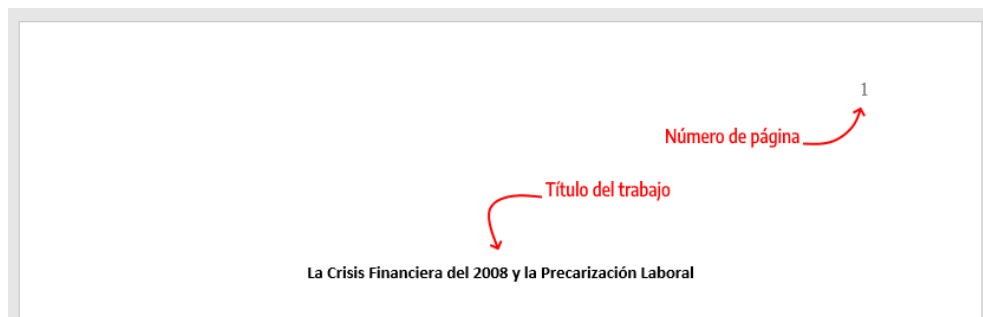 1
Número de página
Título del trabajo
La Crisis Financiera del 2008 y la Precarización Laboral